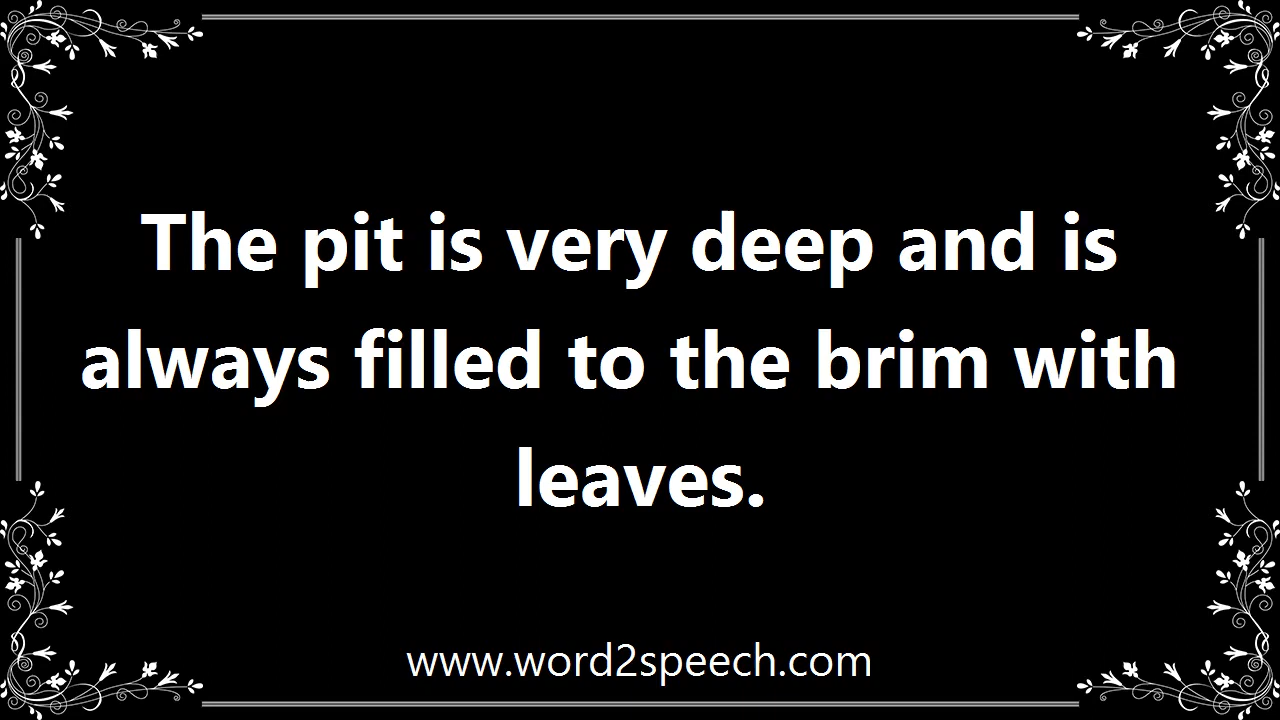 The pit is very deep and is
always filled to the brim with
leaves.
www.word2speech.com